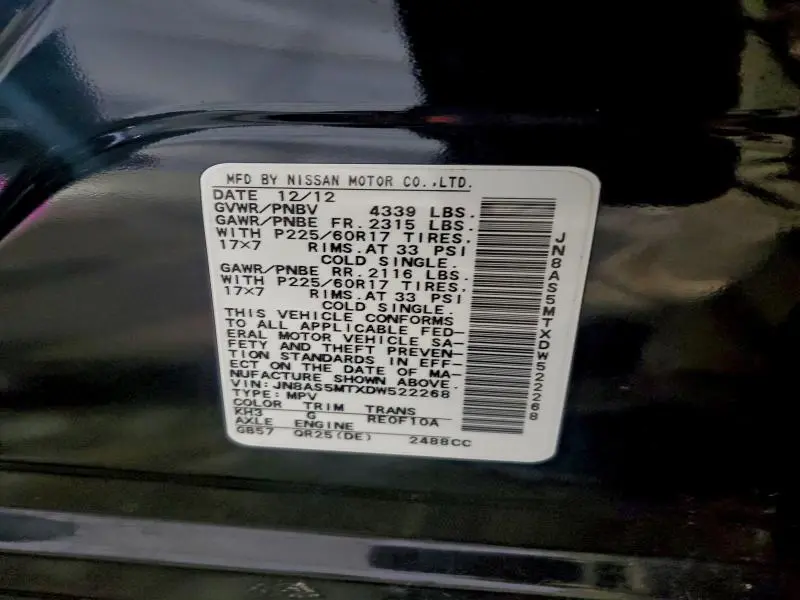 MFD BY NISSAN MOTOR CO.,LTD.
DATE 12/12
GVWR/PNBV 4339 LBS.
GAWR/PNBE FR. 2315 LBS.
WITH P225/60R17 TIRES.
17×7 RIMS.AT 33 PSI
COLD SINGLE.
GAWR/PNBE RR. 2116 LBS.
WITH P225/60R17 TIRES.
17×7 RIMS.AT 33 PSI
COLD SINGLE.
THIS VEHICLE CONFORMS
TO ALL APPLICABLE FED-
ERAL MOTOR VEHICLE SA-
FETY AND THEFT PREVEN-
TION STANDARDS IN EFF-
ECT ON THE DATE OF MA-
NUFACTURE SHOWN ABOVE.
VIN: JN8AS5MTXDW522268
TYPE: MPV
COLOR TRIM TRANS
KH3 G RE0F10A
AXLE ENGINE
GB57 QR25(DE) 2488CC
JN8AS5MTXDW522268